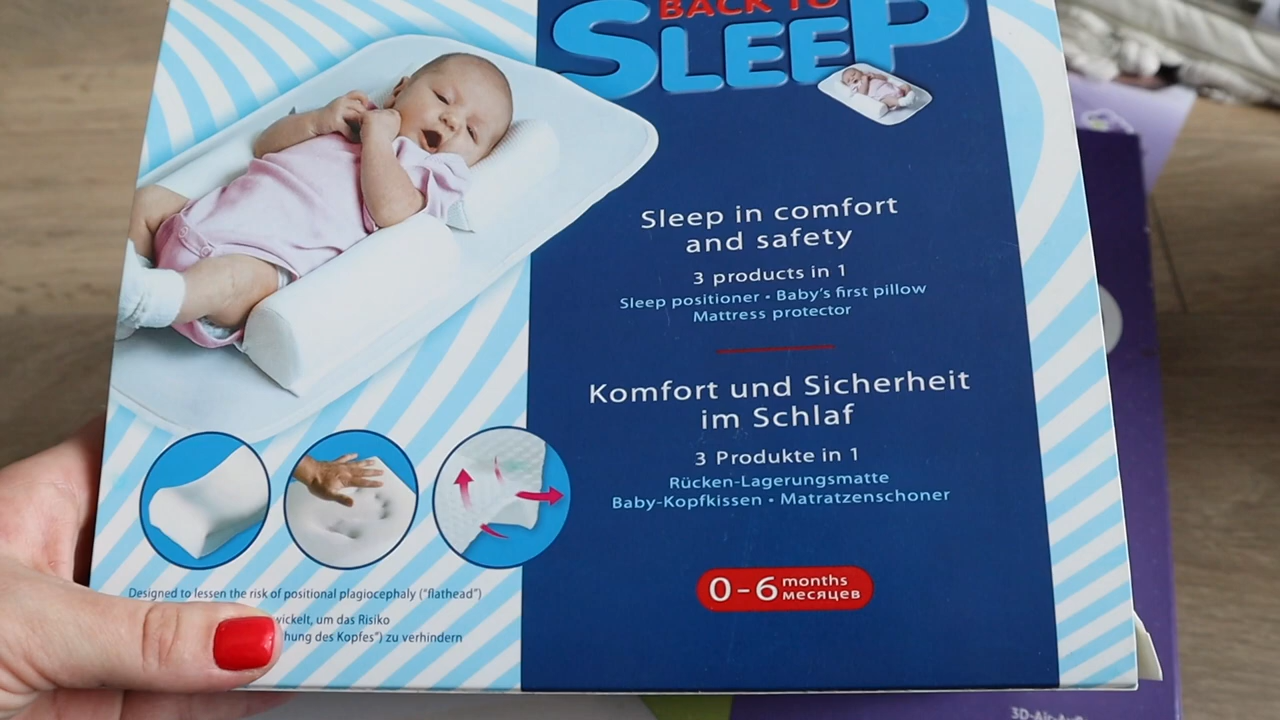 BACK TO
SLEEP
Sleep in comfort
and safety
3 products in 1
Sleep positioner • Baby's first pillow
Mattress protector
Komfort und Sicherheit
im Schlaf
3 Produkte in 1
Rücken-Lagerungsmatte
Baby-Kopfkissen • Matratzenschoner
0-6 months
месяцев
Designed to lessen the risk of positional plagiocephaly ("flathead")
um das Risiko
des Kopfes") zu verhindern